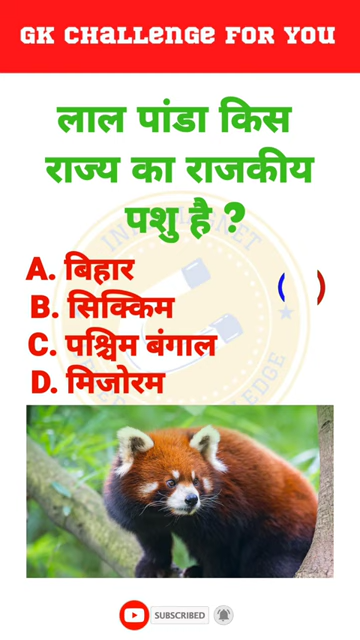 GK CHALLENGE FOR YOU
लाल पांडा किस
राज्य का राजकीय
पशु है ?
A. बिहार
B. सिक्किम
C. पश्चिम बंगाल
D. मिजोरम
SUBSCRIBED